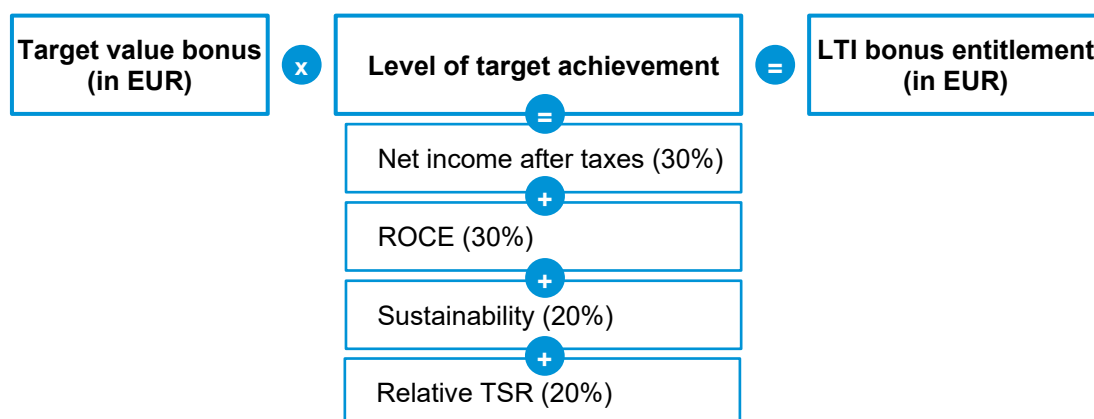 Target value bonus
(in EUR)
x
Level of target achievement
=
LTI bonus entitlement
(in EUR)
=
Net income after taxes (30%)
+
ROCE (30%)
+
Sustainability (20%)
+
Relative TSR (20%)